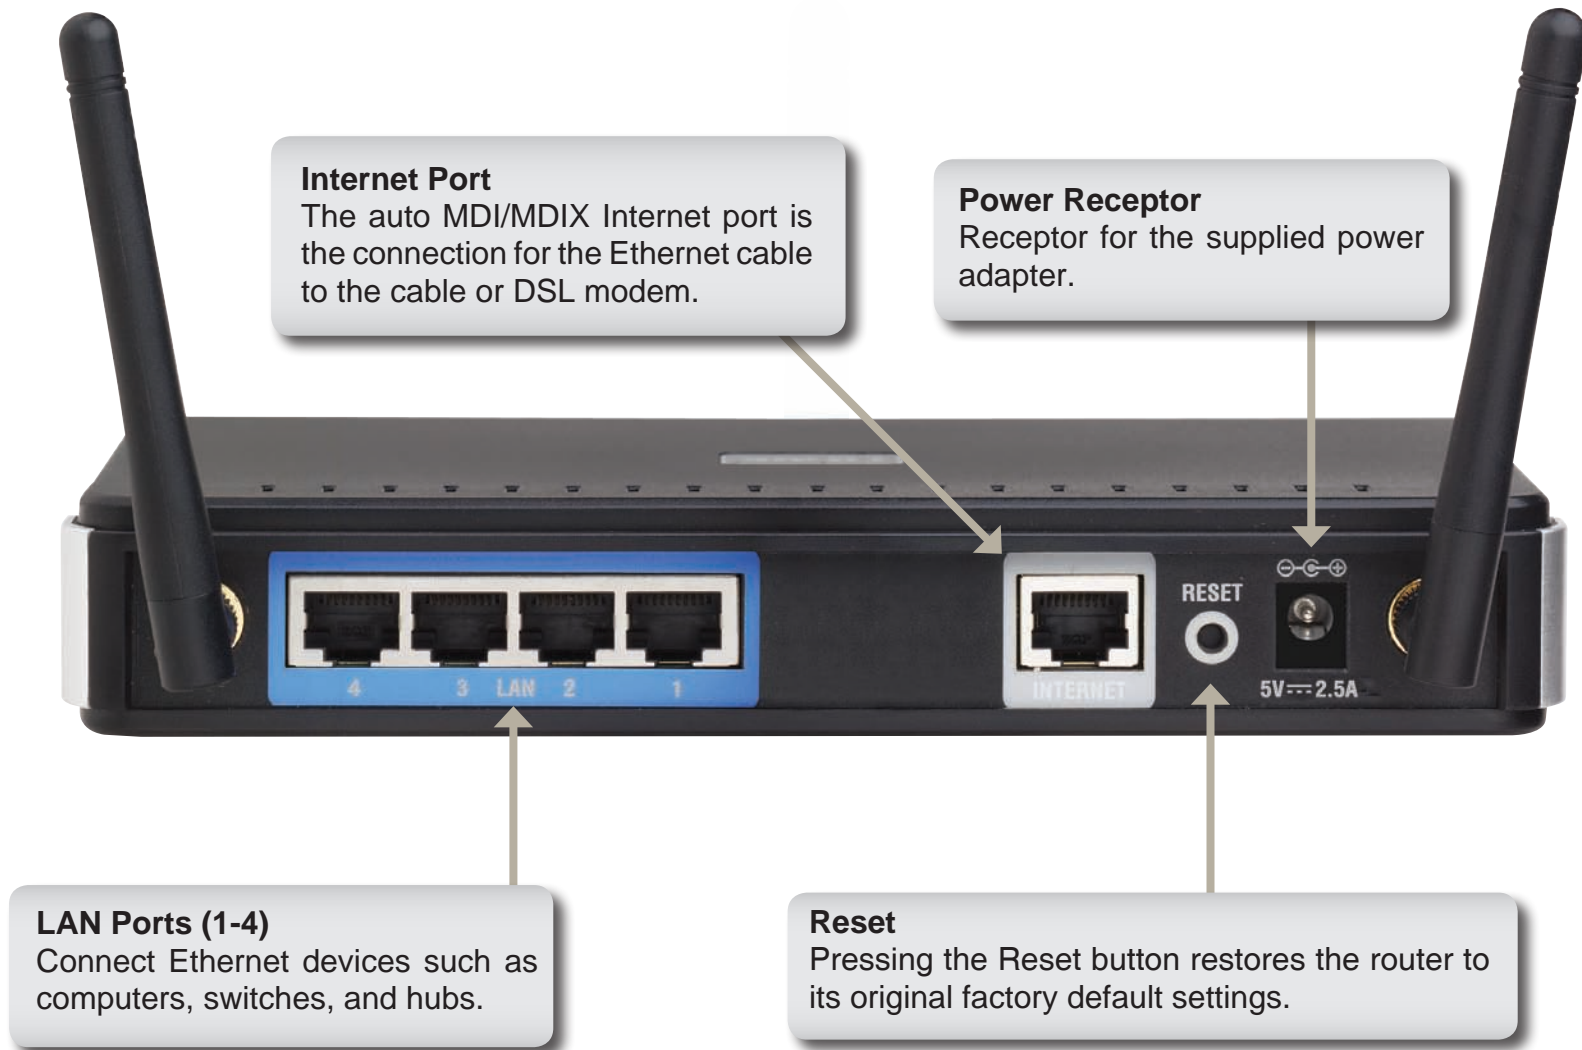 Internet Port
The auto MDI/MDIX Internet port is
the connection for the Ethernet cable
to the cable or DSL modem.
Power Receptor
Receptor for the supplied power
adapter.
RESET
4 3 LAN 2 1
INTERNET
5V⎓2.5A
LAN Ports (1-4)
Connect Ethernet devices such as
computers, switches, and hubs.
Reset
Pressing the Reset button restores the router to
its original factory default settings.